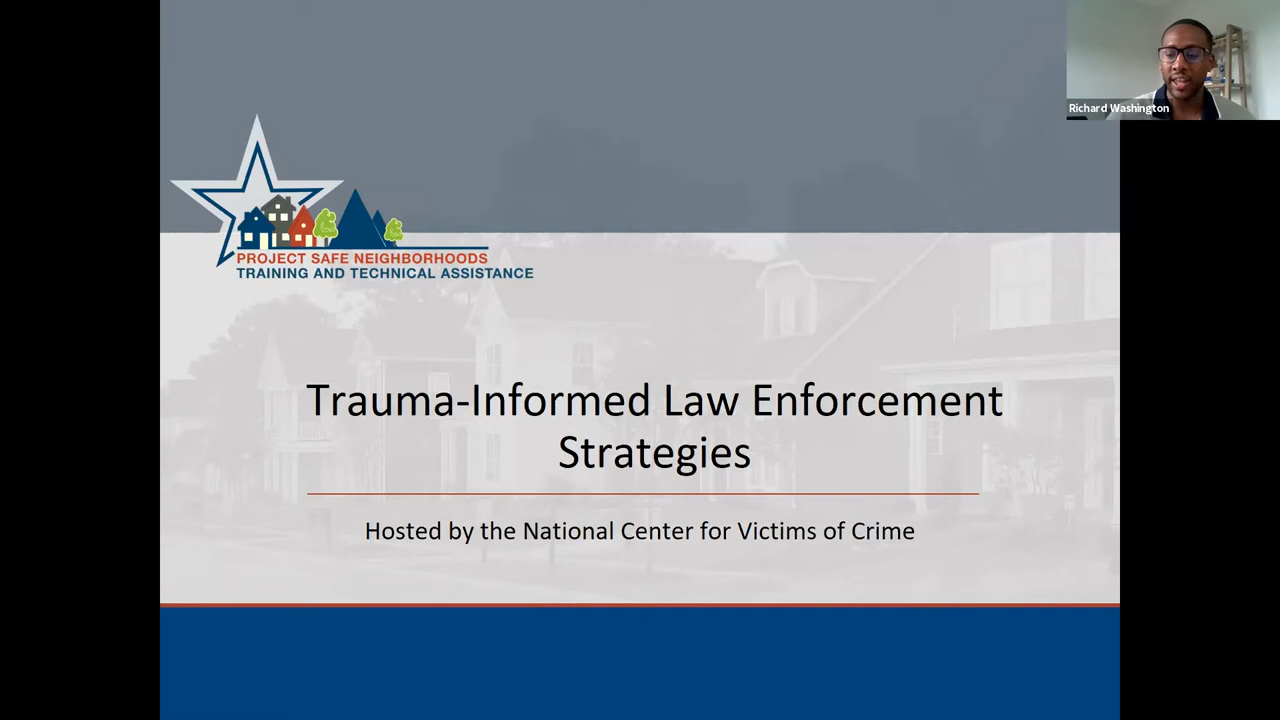 Richard Washington
PROJECT SAFE NEIGHBORHOODS
TRAINING AND TECHNICAL ASSISTANCE
Trauma-Informed Law Enforcement
Strategies
Hosted by the National Center for Victims of Crime